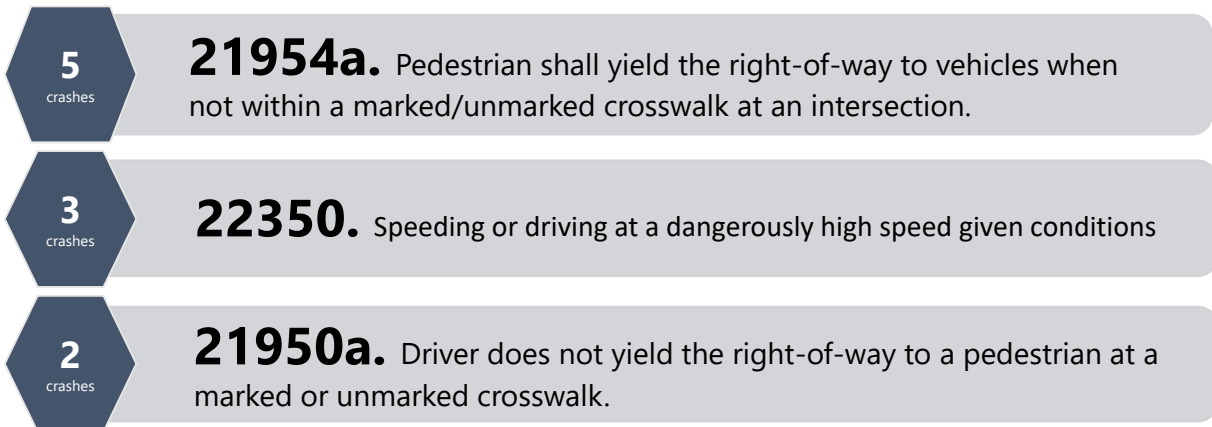 5
crashes
21954a. Pedestrian shall yield the right-of-way to vehicles when
not within a marked/unmarked crosswalk at an intersection.
3
crashes
22350. Speeding or driving at a dangerously high speed given conditions
2
crashes
21950a. Driver does not yield the right-of-way to a pedestrian at a
marked or unmarked crosswalk.